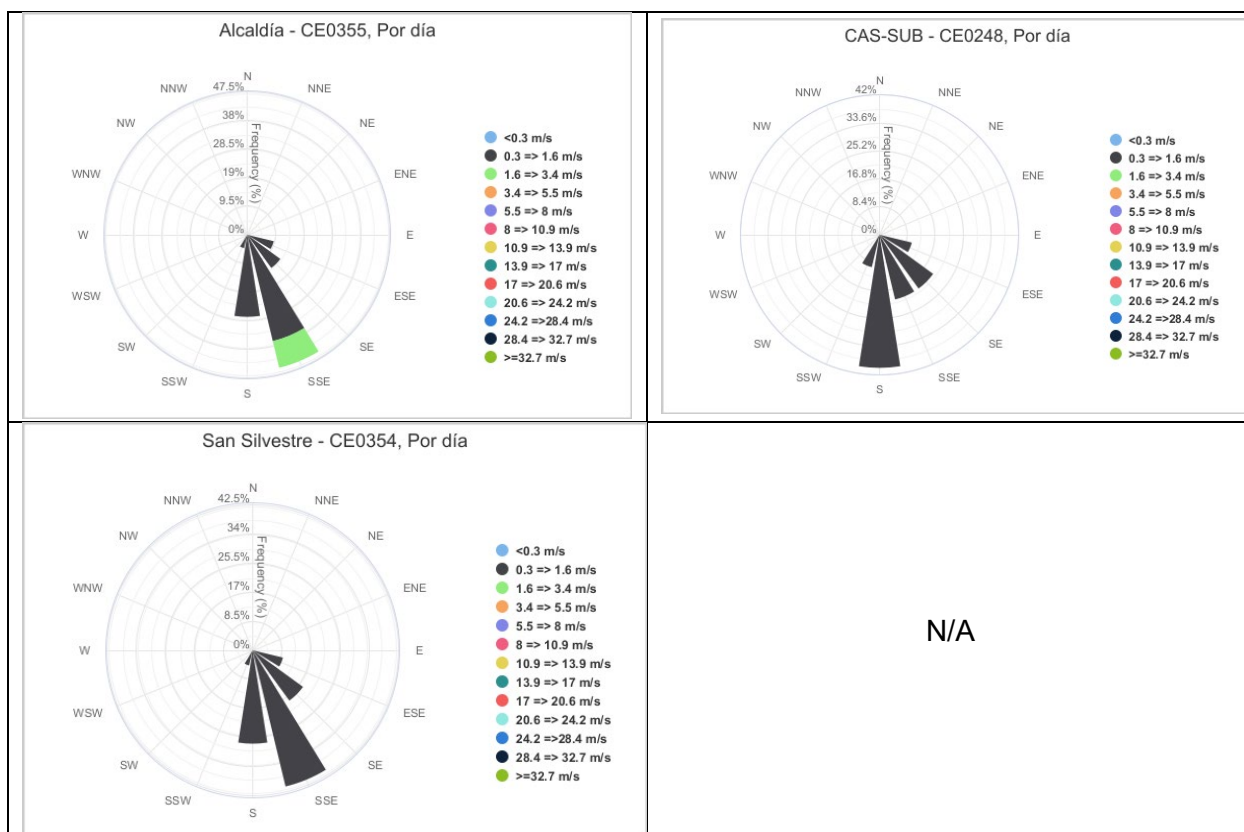 Alcaldía - CE0355, Por día
N
NNE
NE
ENE
E
ESE
SE
SSE
S
SSW
SW
WSW
W
WNW
NW
NNW
47.5%
38%
28.5%
19%
9.5%
0%
Frequency (%)
<0.3 m/s
0.3 => 1.6 m/s
1.6 => 3.4 m/s
3.4 => 5.5 m/s
5.5 => 8 m/s
8 => 10.9 m/s
10.9 => 13.9 m/s
13.9 => 17 m/s
17 => 20.6 m/s
20.6 => 24.2 m/s
24.2 =>28.4 m/s
28.4 => 32.7 m/s
>=32.7 m/s
CAS-SUB - CE0248, Por día
N
NNE
NE
ENE
E
ESE
SE
SSE
S
SSW
SW
WSW
W
WNW
NW
NNW
42%
33.6%
25.2%
16.8%
8.4%
0%
Frequency (%)
<0.3 m/s
0.3 => 1.6 m/s
1.6 => 3.4 m/s
3.4 => 5.5 m/s
5.5 => 8 m/s
8 => 10.9 m/s
10.9 => 13.9 m/s
13.9 => 17 m/s
17 => 20.6 m/s
20.6 => 24.2 m/s
24.2 =>28.4 m/s
28.4 => 32.7 m/s
>=32.7 m/s
San Silvestre - CE0354, Por día
N
NNE
NE
ENE
E
ESE
SE
SSE
S
SSW
SW
WSW
W
WNW
NW
NNW
42.5%
34%
25.5%
17%
8.5%
0%
Frequency (%)
<0.3 m/s
0.3 => 1.6 m/s
1.6 => 3.4 m/s
3.4 => 5.5 m/s
5.5 => 8 m/s
8 => 10.9 m/s
10.9 => 13.9 m/s
13.9 => 17 m/s
17 => 20.6 m/s
20.6 => 24.2 m/s
24.2 =>28.4 m/s
28.4 => 32.7 m/s
>=32.7 m/s
N/A